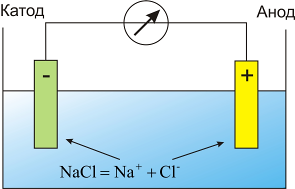 Катод Анод
- +
NaCl = Na⁺ + Cl⁻